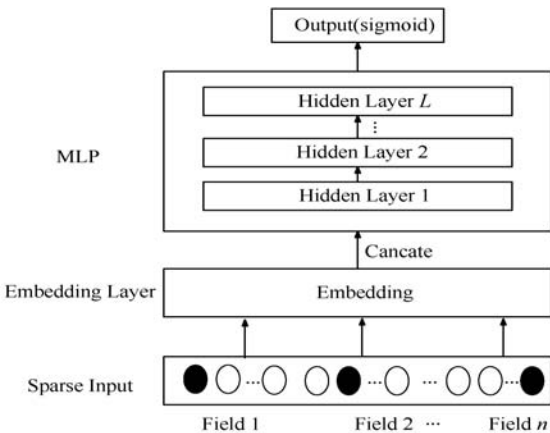 Output(sigmoid)
Hidden Layer L
⋮
Hidden Layer 2
MLP
Hidden Layer 1
Cancate
Embedding Layer
Embedding
Sparse Input
... ... ... ...
Field 1 Field 2 ... Field n